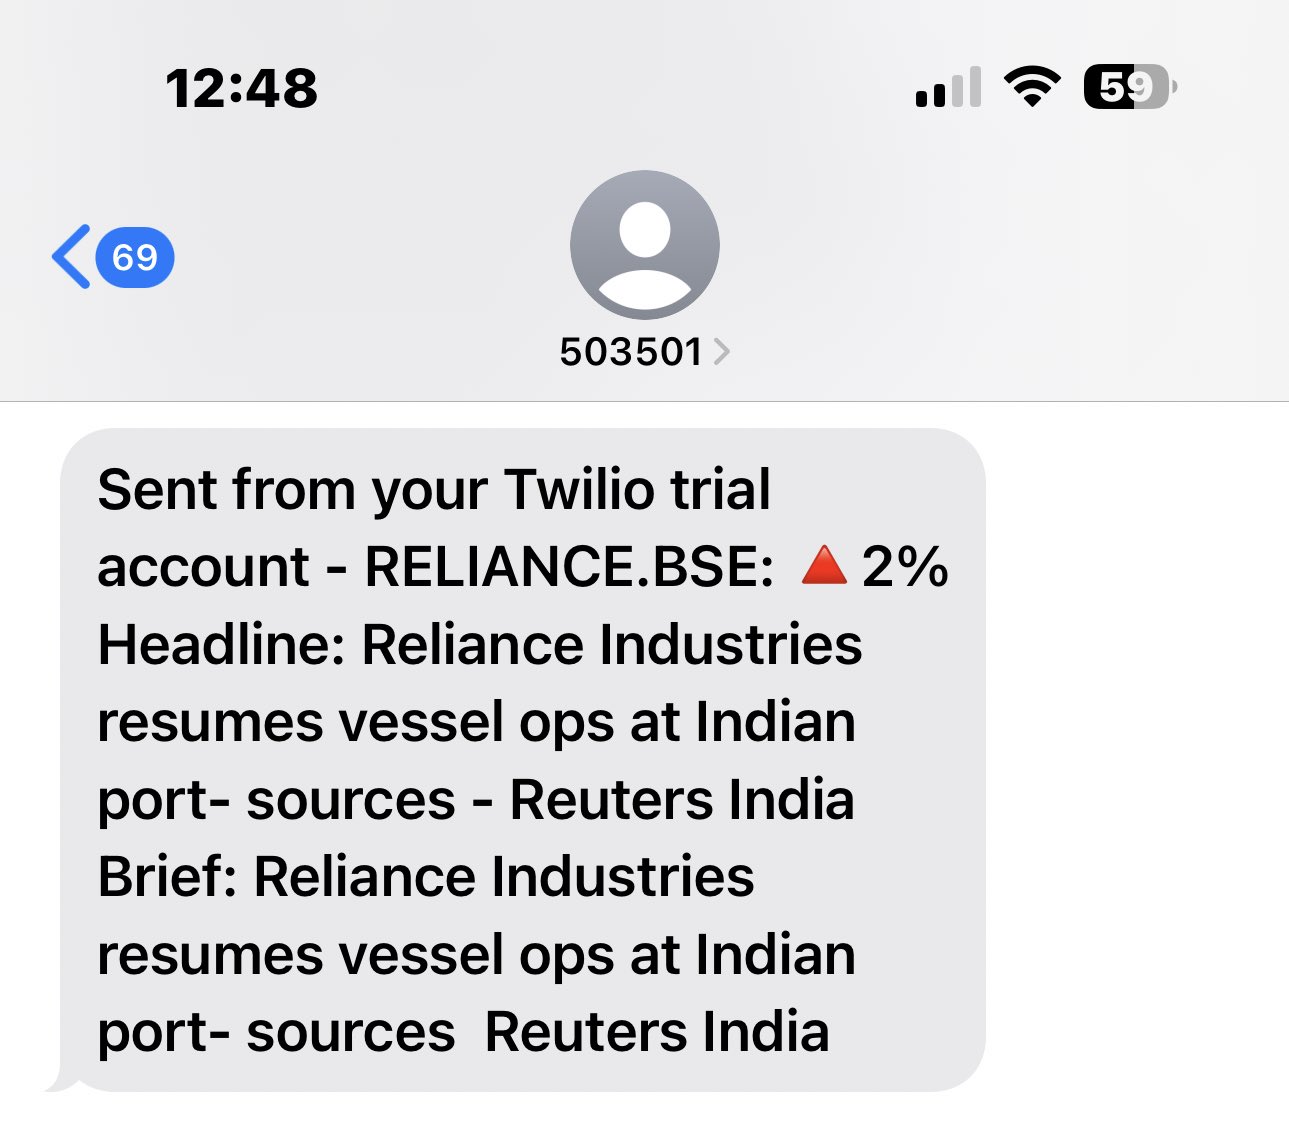 12:48
59
69
503501
Sent from your Twilio trial
account - RELIANCE.BSE: 🔺2%
Headline: Reliance Industries
resumes vessel ops at Indian
port- sources - Reuters India
Brief: Reliance Industries
resumes vessel ops at Indian
port- sources  Reuters India